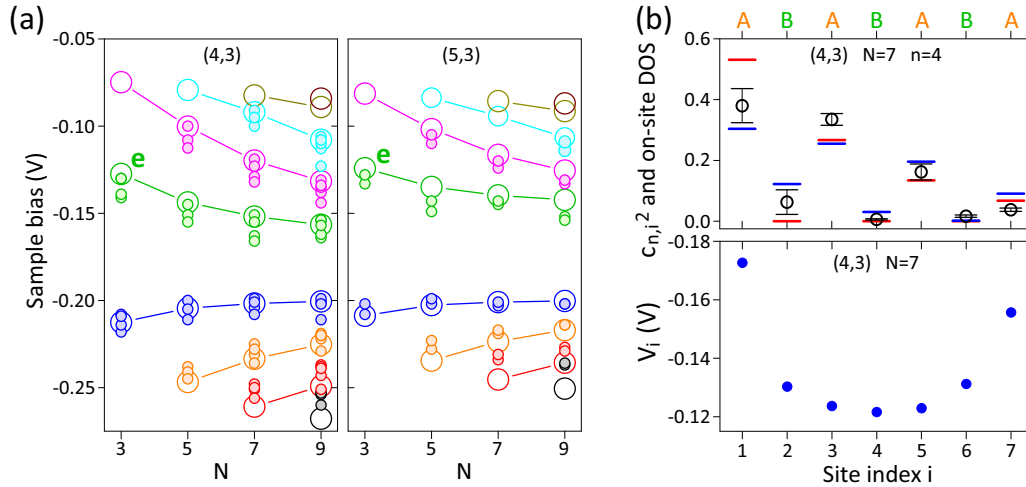 (a)
(4,3)
(5,3)
e
Sample bias (V)
-0.05
-0.10
-0.15
-0.20
-0.25
3 5 7 9
3 5 7 9
N
N
(b)
A B A B A B A
(4,3) N=7 n=4
c_{n,i}^2 and on-site DOS
0.6
0.4
0.2
0.0
(4,3) N=7
V_i (V)
-0.18
-0.16
-0.14
-0.12
1 2 3 4 5 6 7
Site index i